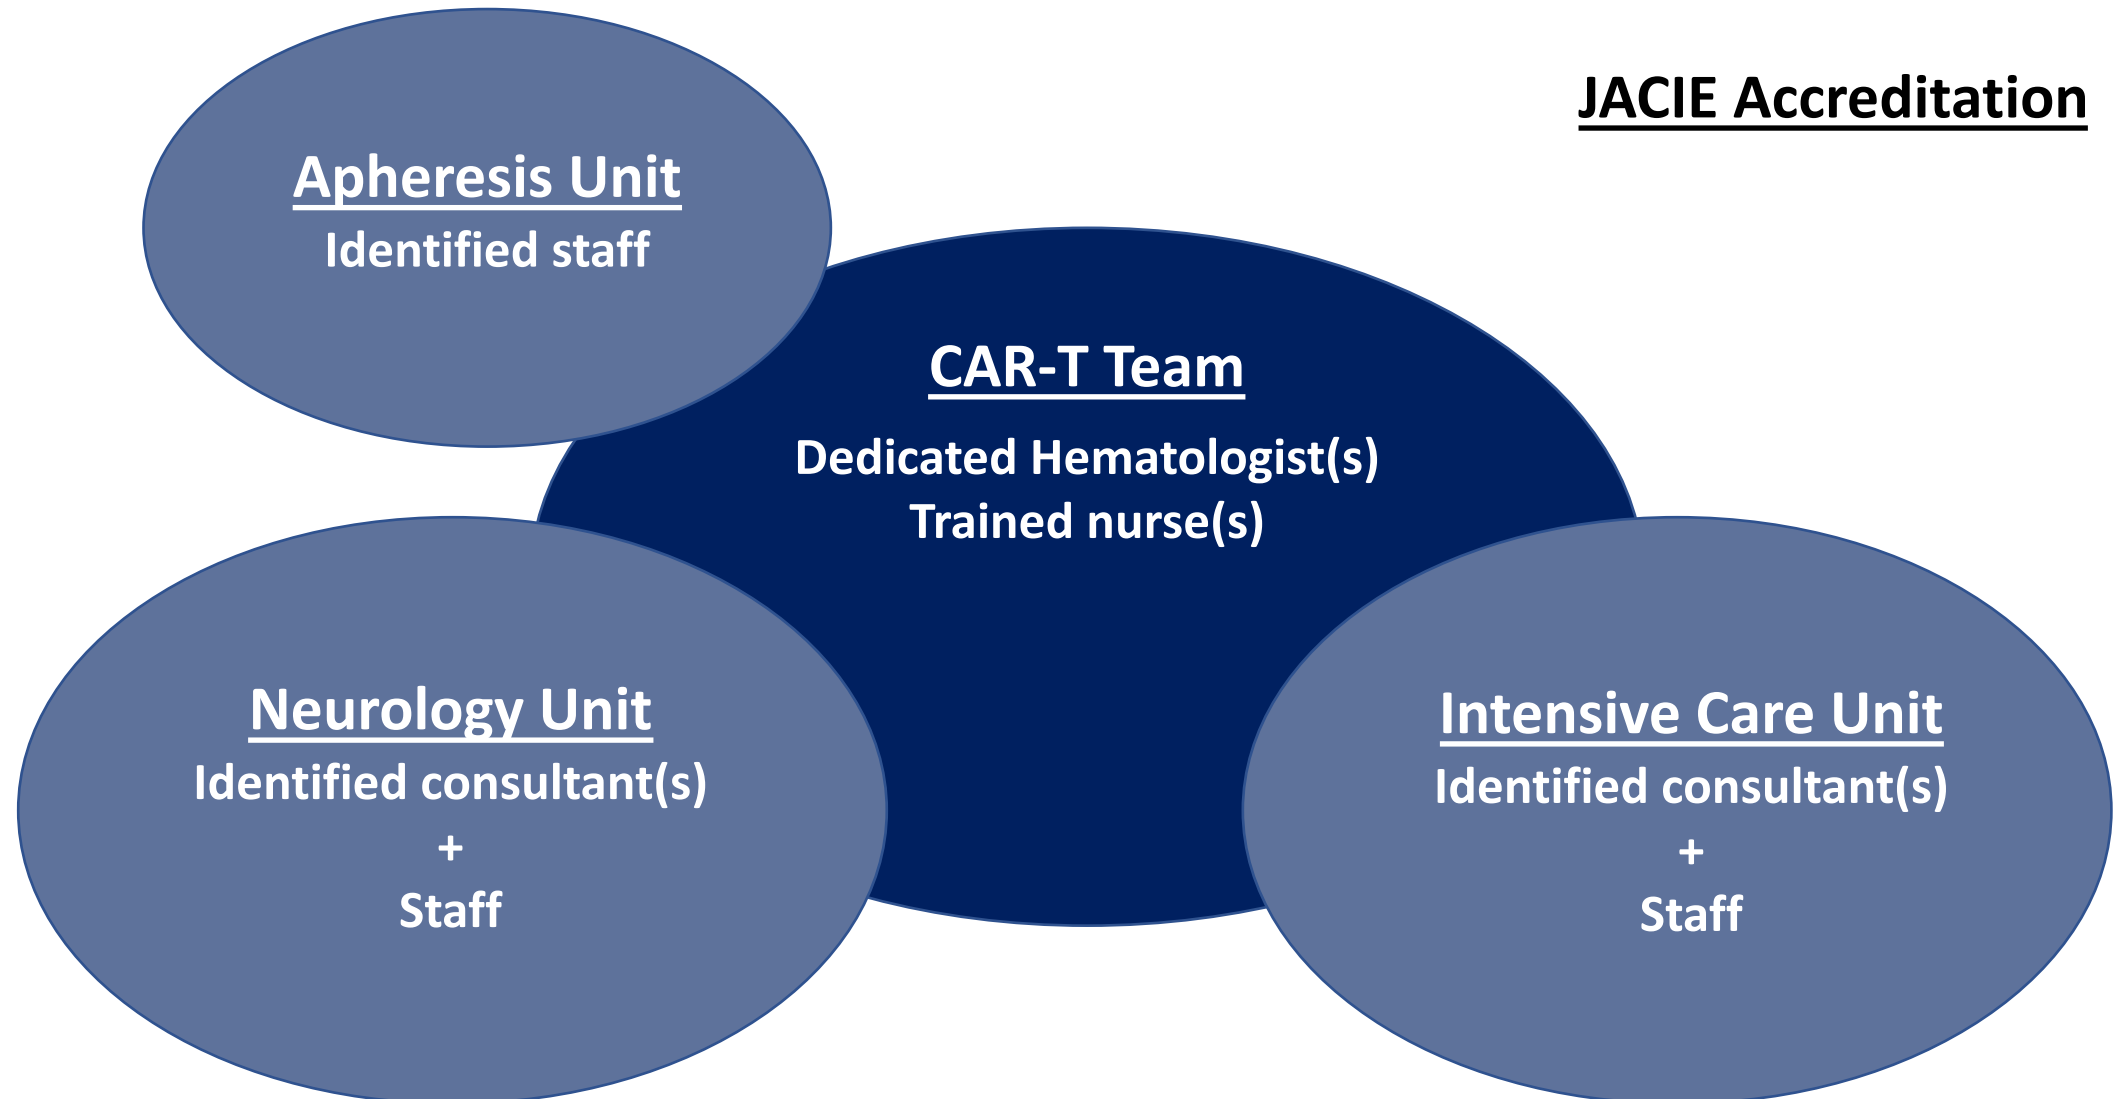 JACIE Accreditation
Apheresis Unit
Identified staff
CAR-T Team
Dedicated Hematologist(s)
Trained nurse(s)
Neurology Unit
Identified consultant(s)
+
Staff
Intensive Care Unit
Identified consultant(s)
+
Staff